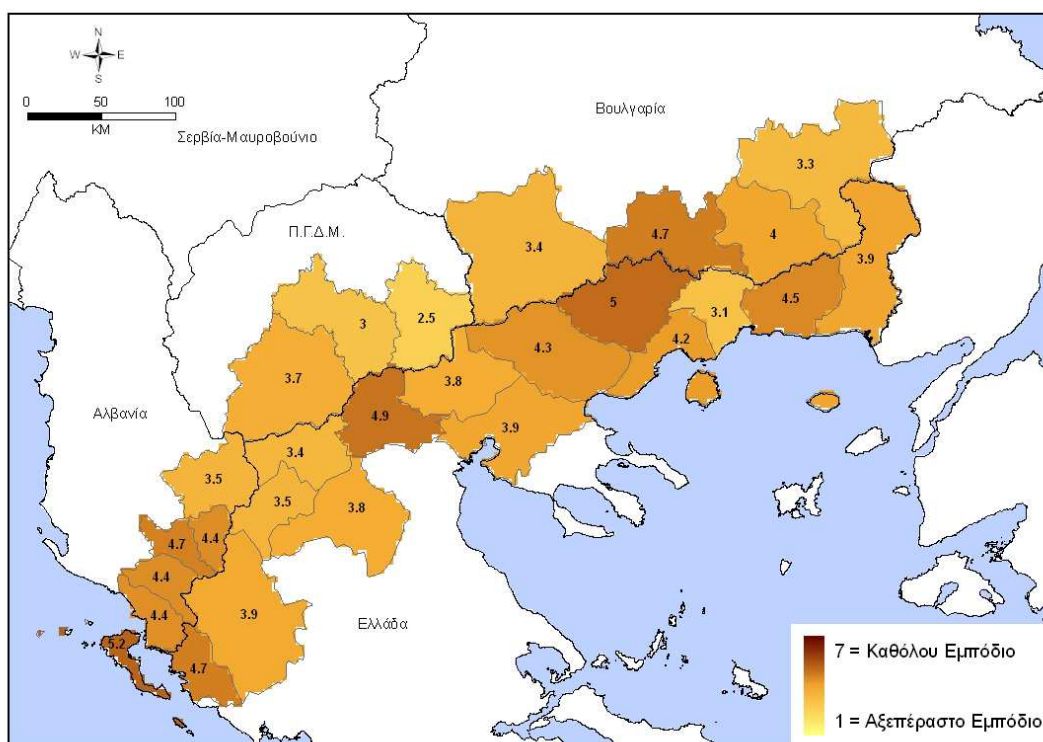 N
W E
S
0 50 100
KM
Σερβία-Μαυροβούνιο
Βουλγαρία
Π.Γ.Δ.Μ.
Αλβανία
Ελλάδα
3.3
3.4
4.7
4
3.9
5
3.1
4.5
2.5
3
4.3
4.2
3.7
3.8
4.9
3.9
3.4
3.5
3.5
3.8
4.7
4.4
4.4
4.4
3.9
5.2
4.7
7 = Καθόλου Εμπόδιο
1 = Αξεπέραστο Εμπόδιο